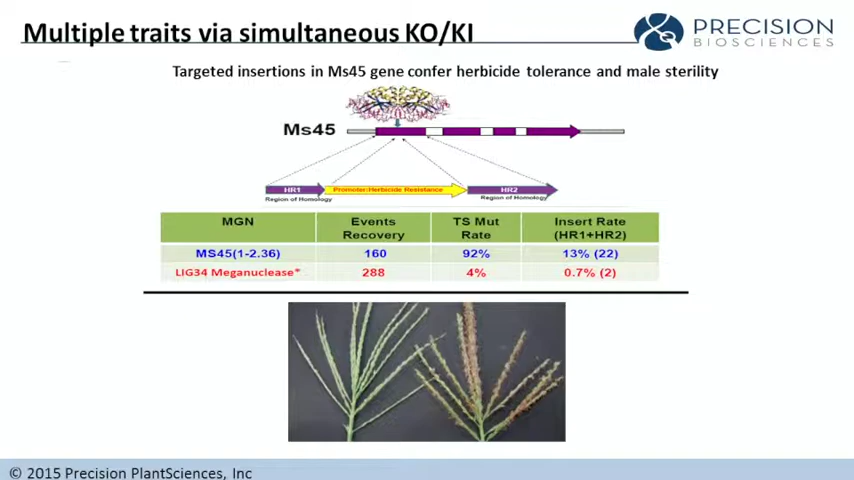 Multiple traits via simultaneous KO/KI
PRECISION
BIOSCIENCES
Targeted insertions in Ms45 gene confer herbicide tolerance and male sterility
Ms45
HR1 Promoter:Herbicide Resistance HR2
Region of Homology Region of Homology
MGN Events Recovery TS Mut Rate Insert Rate (HR1+HR2)
MS45(1-2.36) 160 92% 13% (22)
LIG34 Meganuclease* 288 4% 0.7% (2)
© 2015 Precision PlantSciences, Inc